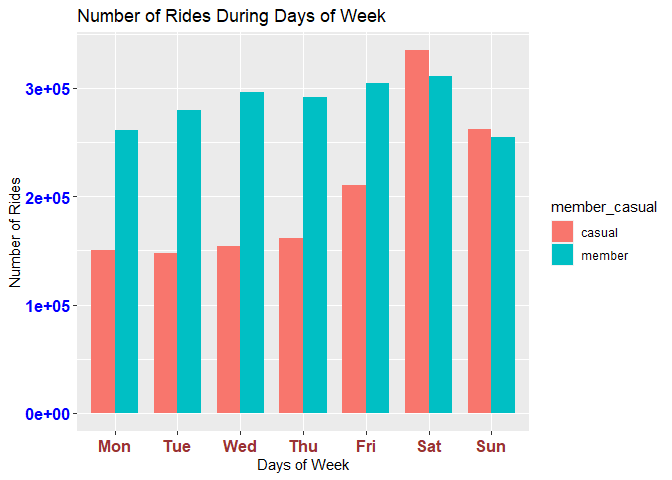 Number of Rides During Days of Week
Number of Rides
3e+05
2e+05
1e+05
0e+00
Mon Tue Wed Thu Fri Sat Sun
Days of Week
member_casual
casual
member